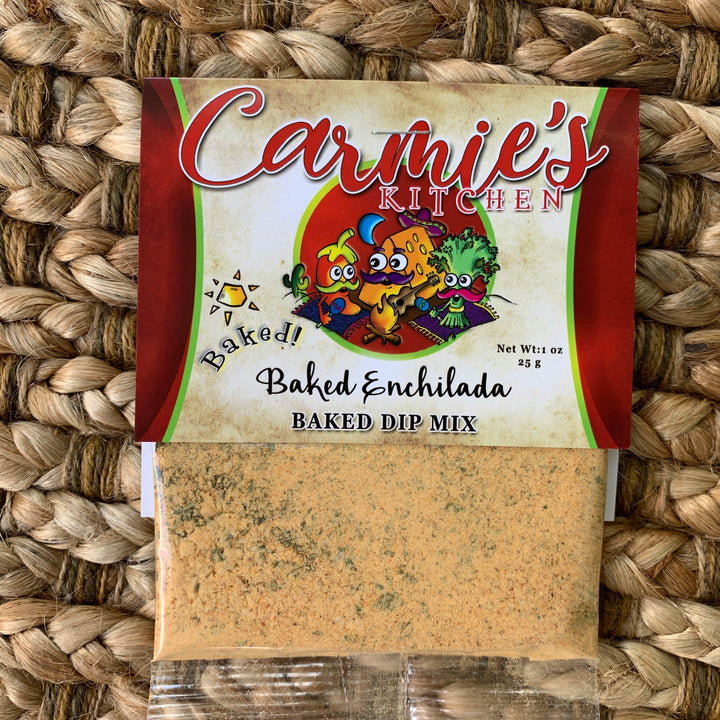 Carmie's
KITCHEN
Baked!
Net Wt:1 oz
25 g
Baked Enchilada
BAKED DIP MIX